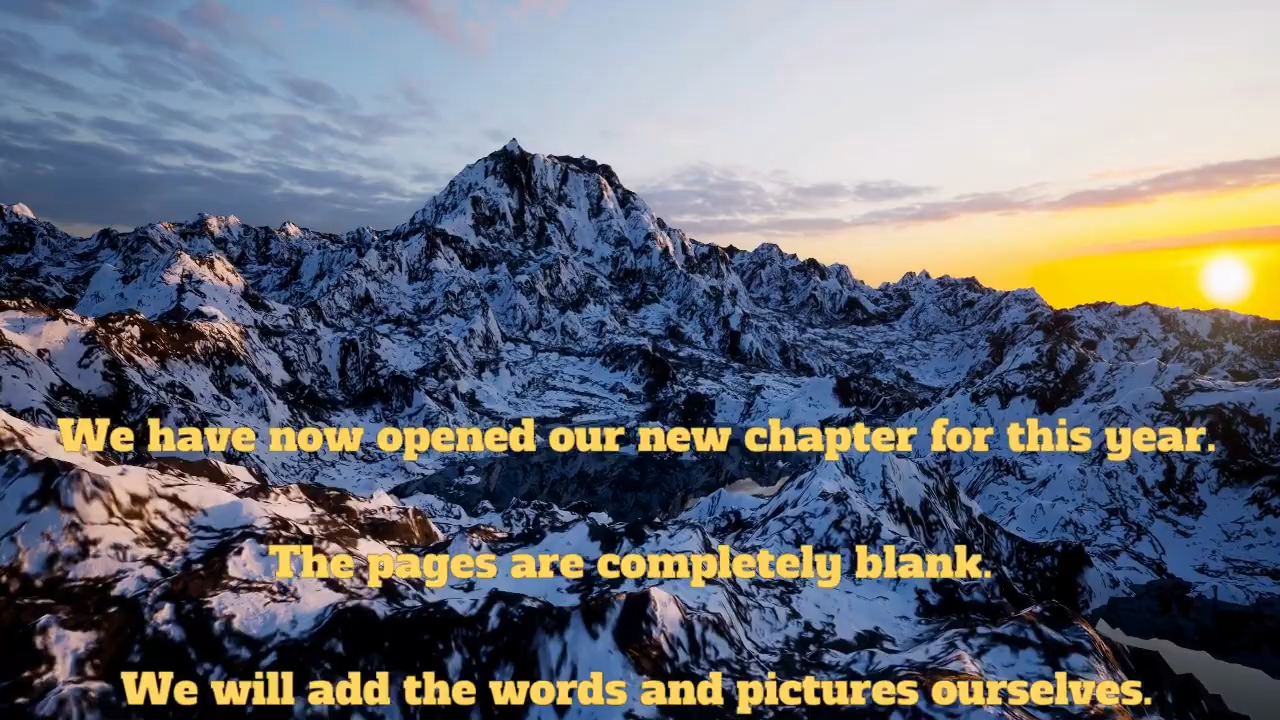 We have now opened our new chapter for this year.
The pages are completely blank.
We will add the words and pictures ourselves.